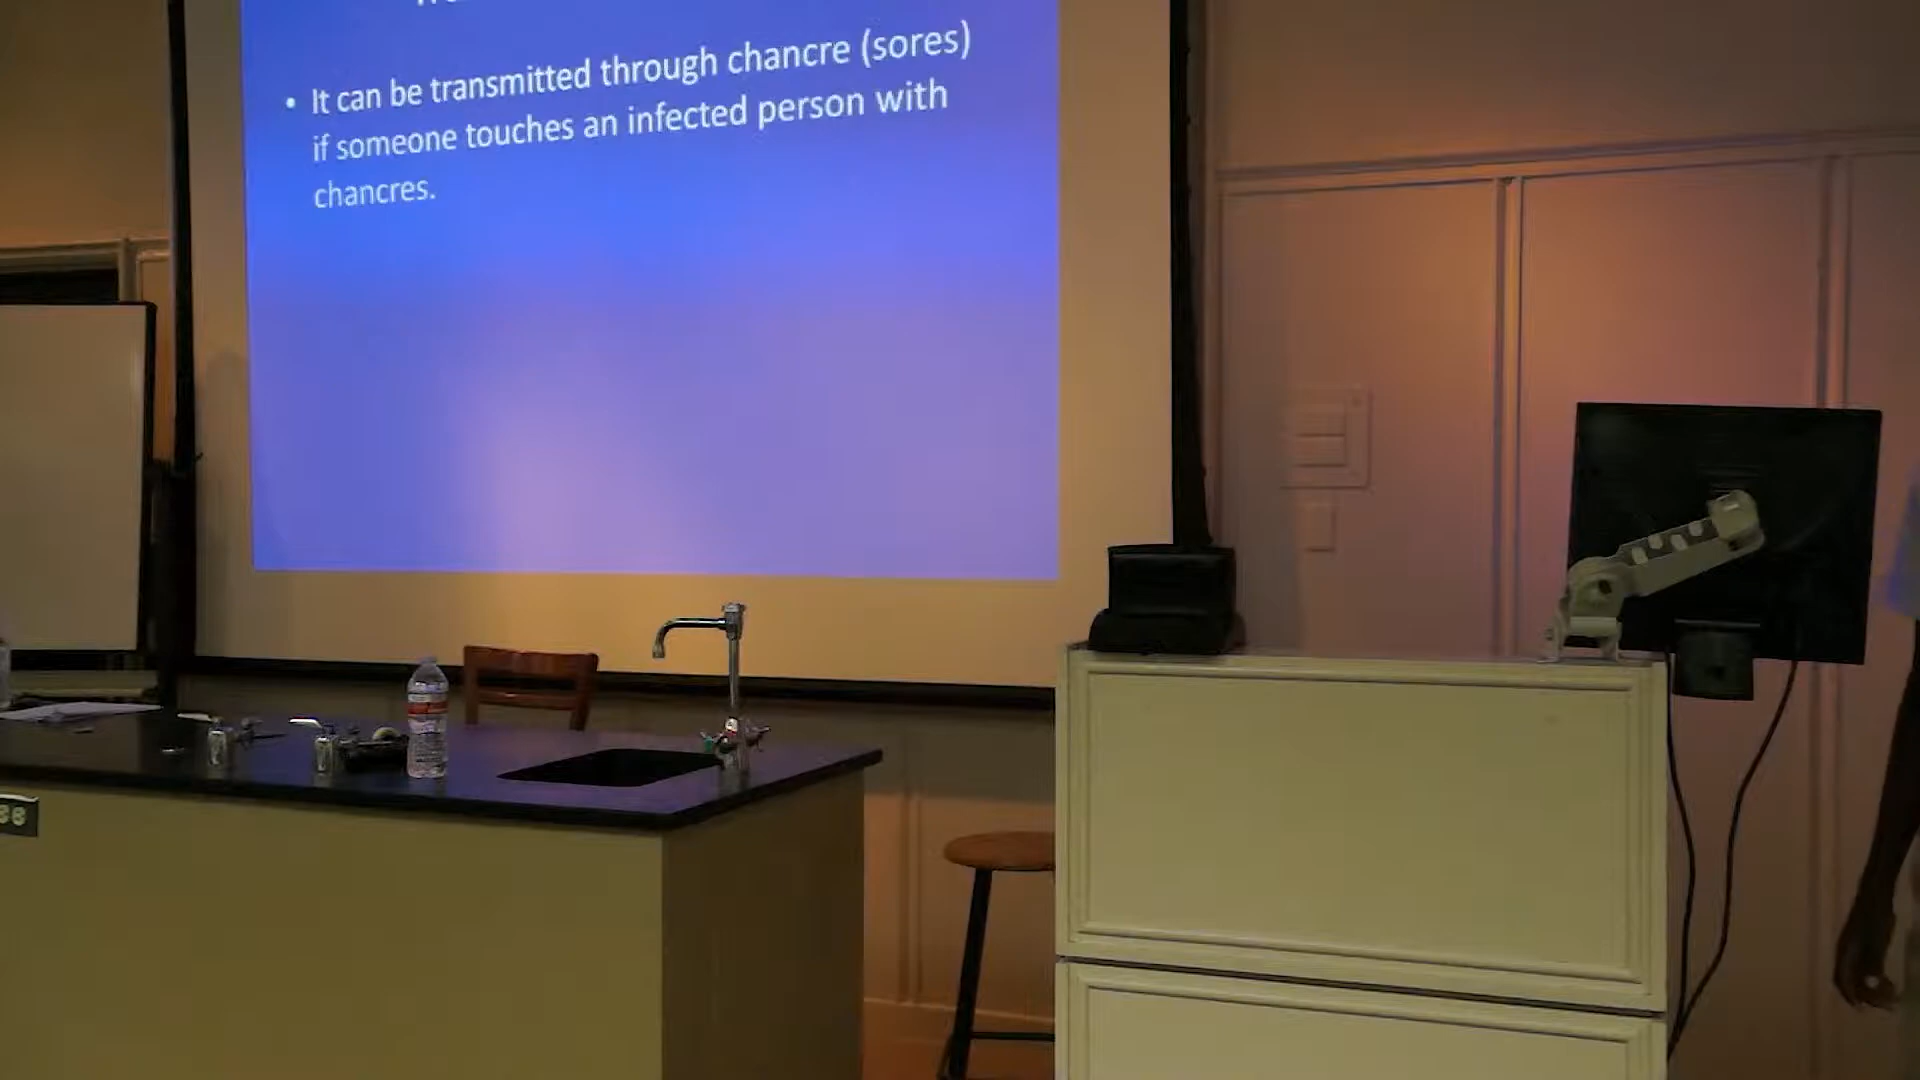 • It can be transmitted through chancre (sores)
if someone touches an infected person with
chancres.